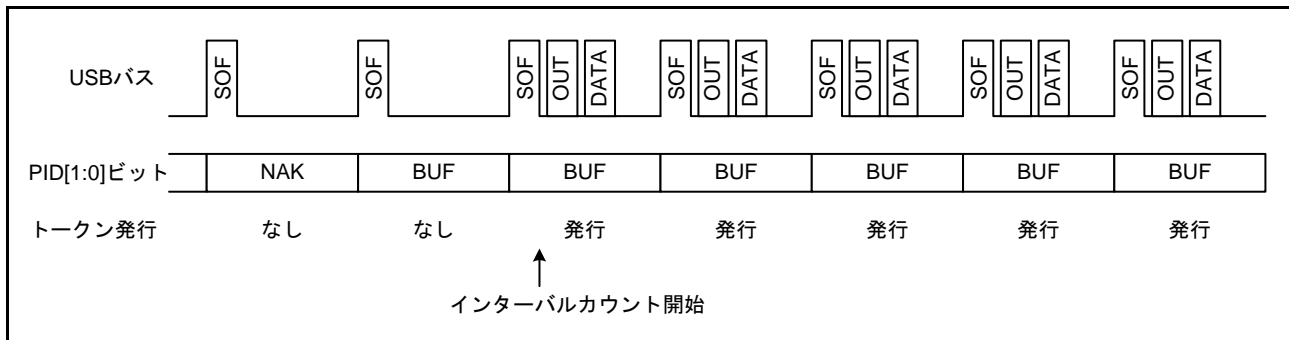 USBバス SOF SOF SOF OUT DATA SOF OUT DATA SOF OUT DATA SOF OUT DATA SOF OUT DATA
PID[1:0]ビット NAK BUF BUF BUF BUF BUF BUF
トークン発行 なし なし 発行 発行 発行 発行 発行
インターバルカウント開始